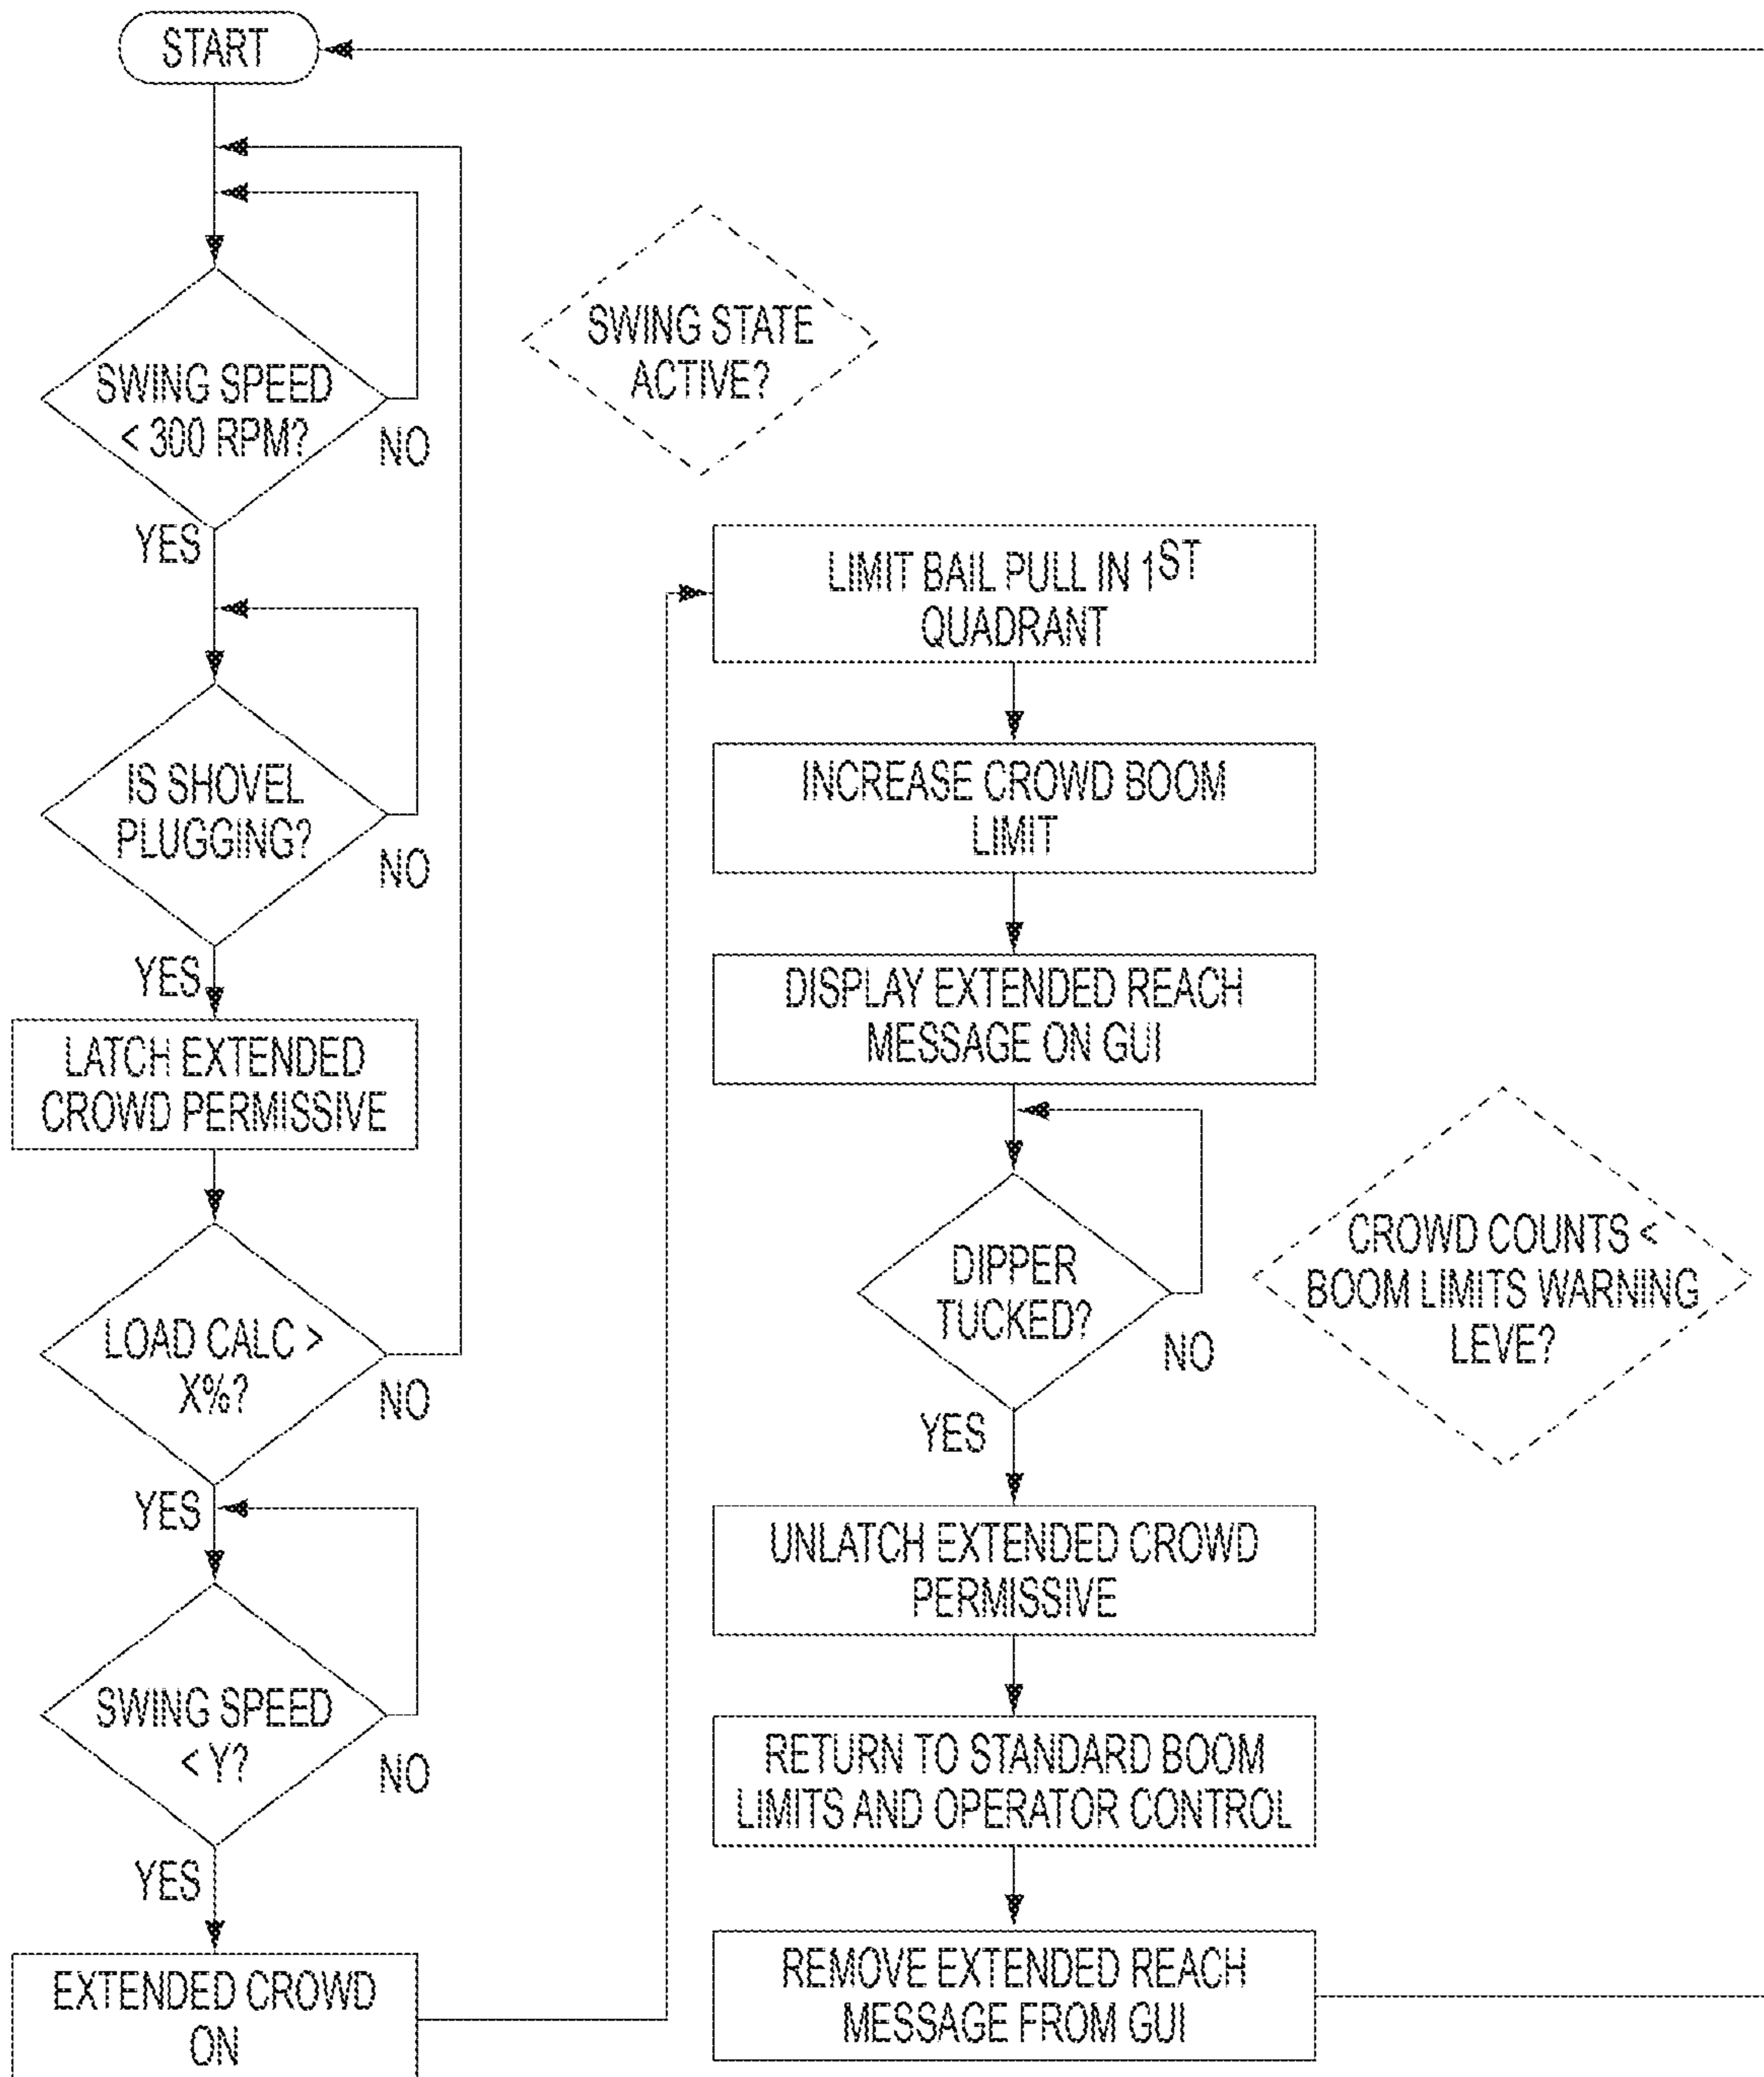 START
SWING SPEED
< 300 RPM?
NO
YES
IS SHOVEL
PLUGGING?
NO
YES
LATCH EXTENDED
CROWD PERMISSIVE
LOAD CALC >
X%?
NO
YES
SWING SPEED
< Y?
NO
YES
EXTENDED CROWD
ON
SWING STATE
ACTIVE?
LIMIT BAIL PULL IN 1ST
QUADRANT
INCREASE CROWD BOOM
LIMIT
DISPLAY EXTENDED REACH
MESSAGE ON GUI
DIPPER
TUCKED?
NO
YES
CROWD COUNTS <
BOOM LIMITS WARNING
LEVE?
UNLATCH EXTENDED CROWD
PERMISSIVE
RETURN TO STANDARD BOOM
LIMITS AND OPERATOR CONTROL
REMOVE EXTENDED REACH
MESSAGE FROM GUI